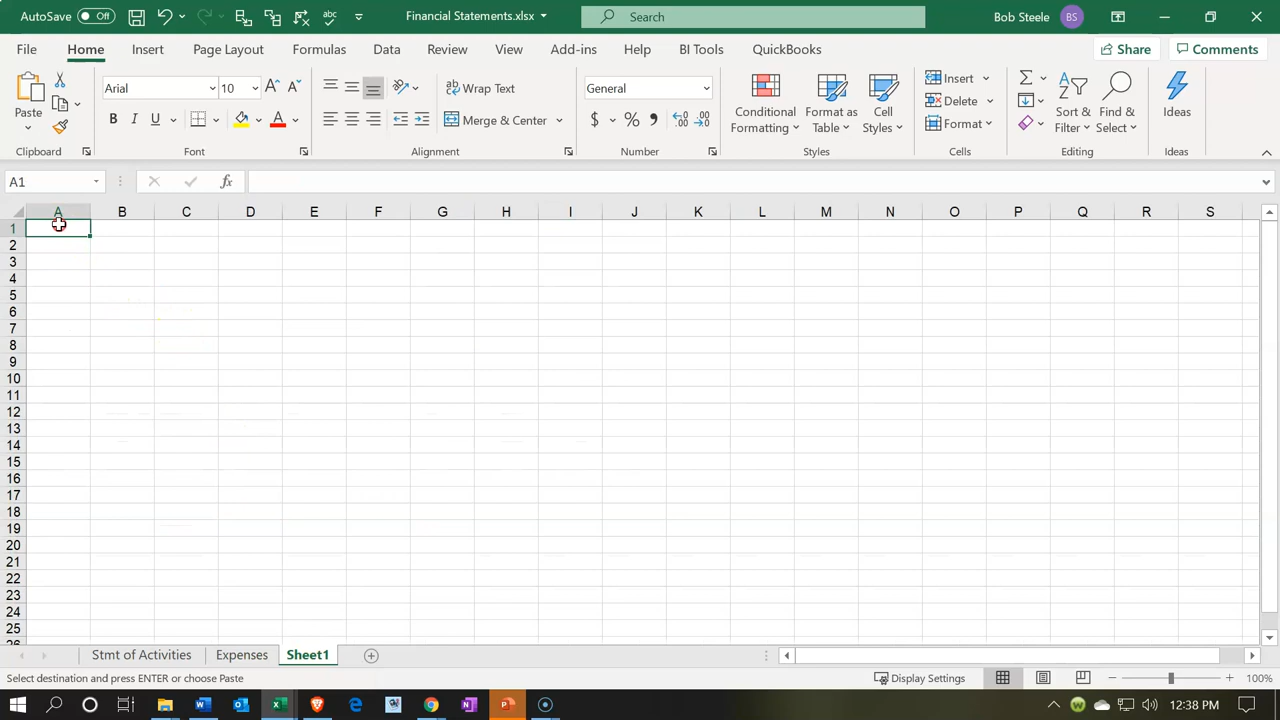 AutoSave Off Financial Statements.xlsx Search Bob Steele BS
File Home Insert Page Layout Formulas Data Review View Add-ins Help BI Tools QuickBooks Share Comments
Paste Arial 10 Wrap Text General Conditional Formatting Format as Table Cell Styles Insert Sort & Filter Find & Select Ideas
B I U A Merge & Center $ % Delete
Format
Clipboard Font Alignment Number Styles Cells Editing Ideas
A1 fx
A B C D E F G H I J K L M N O P Q R S
1
2
3
4
5
6
7
8
9
10
11
12
13
14
15
16
17
18
19
20
21
22
23
24
25
26
Stmt of Activities Expenses Sheet1
Select destination and press ENTER or choose Paste Display Settings 100%
12:38 PM